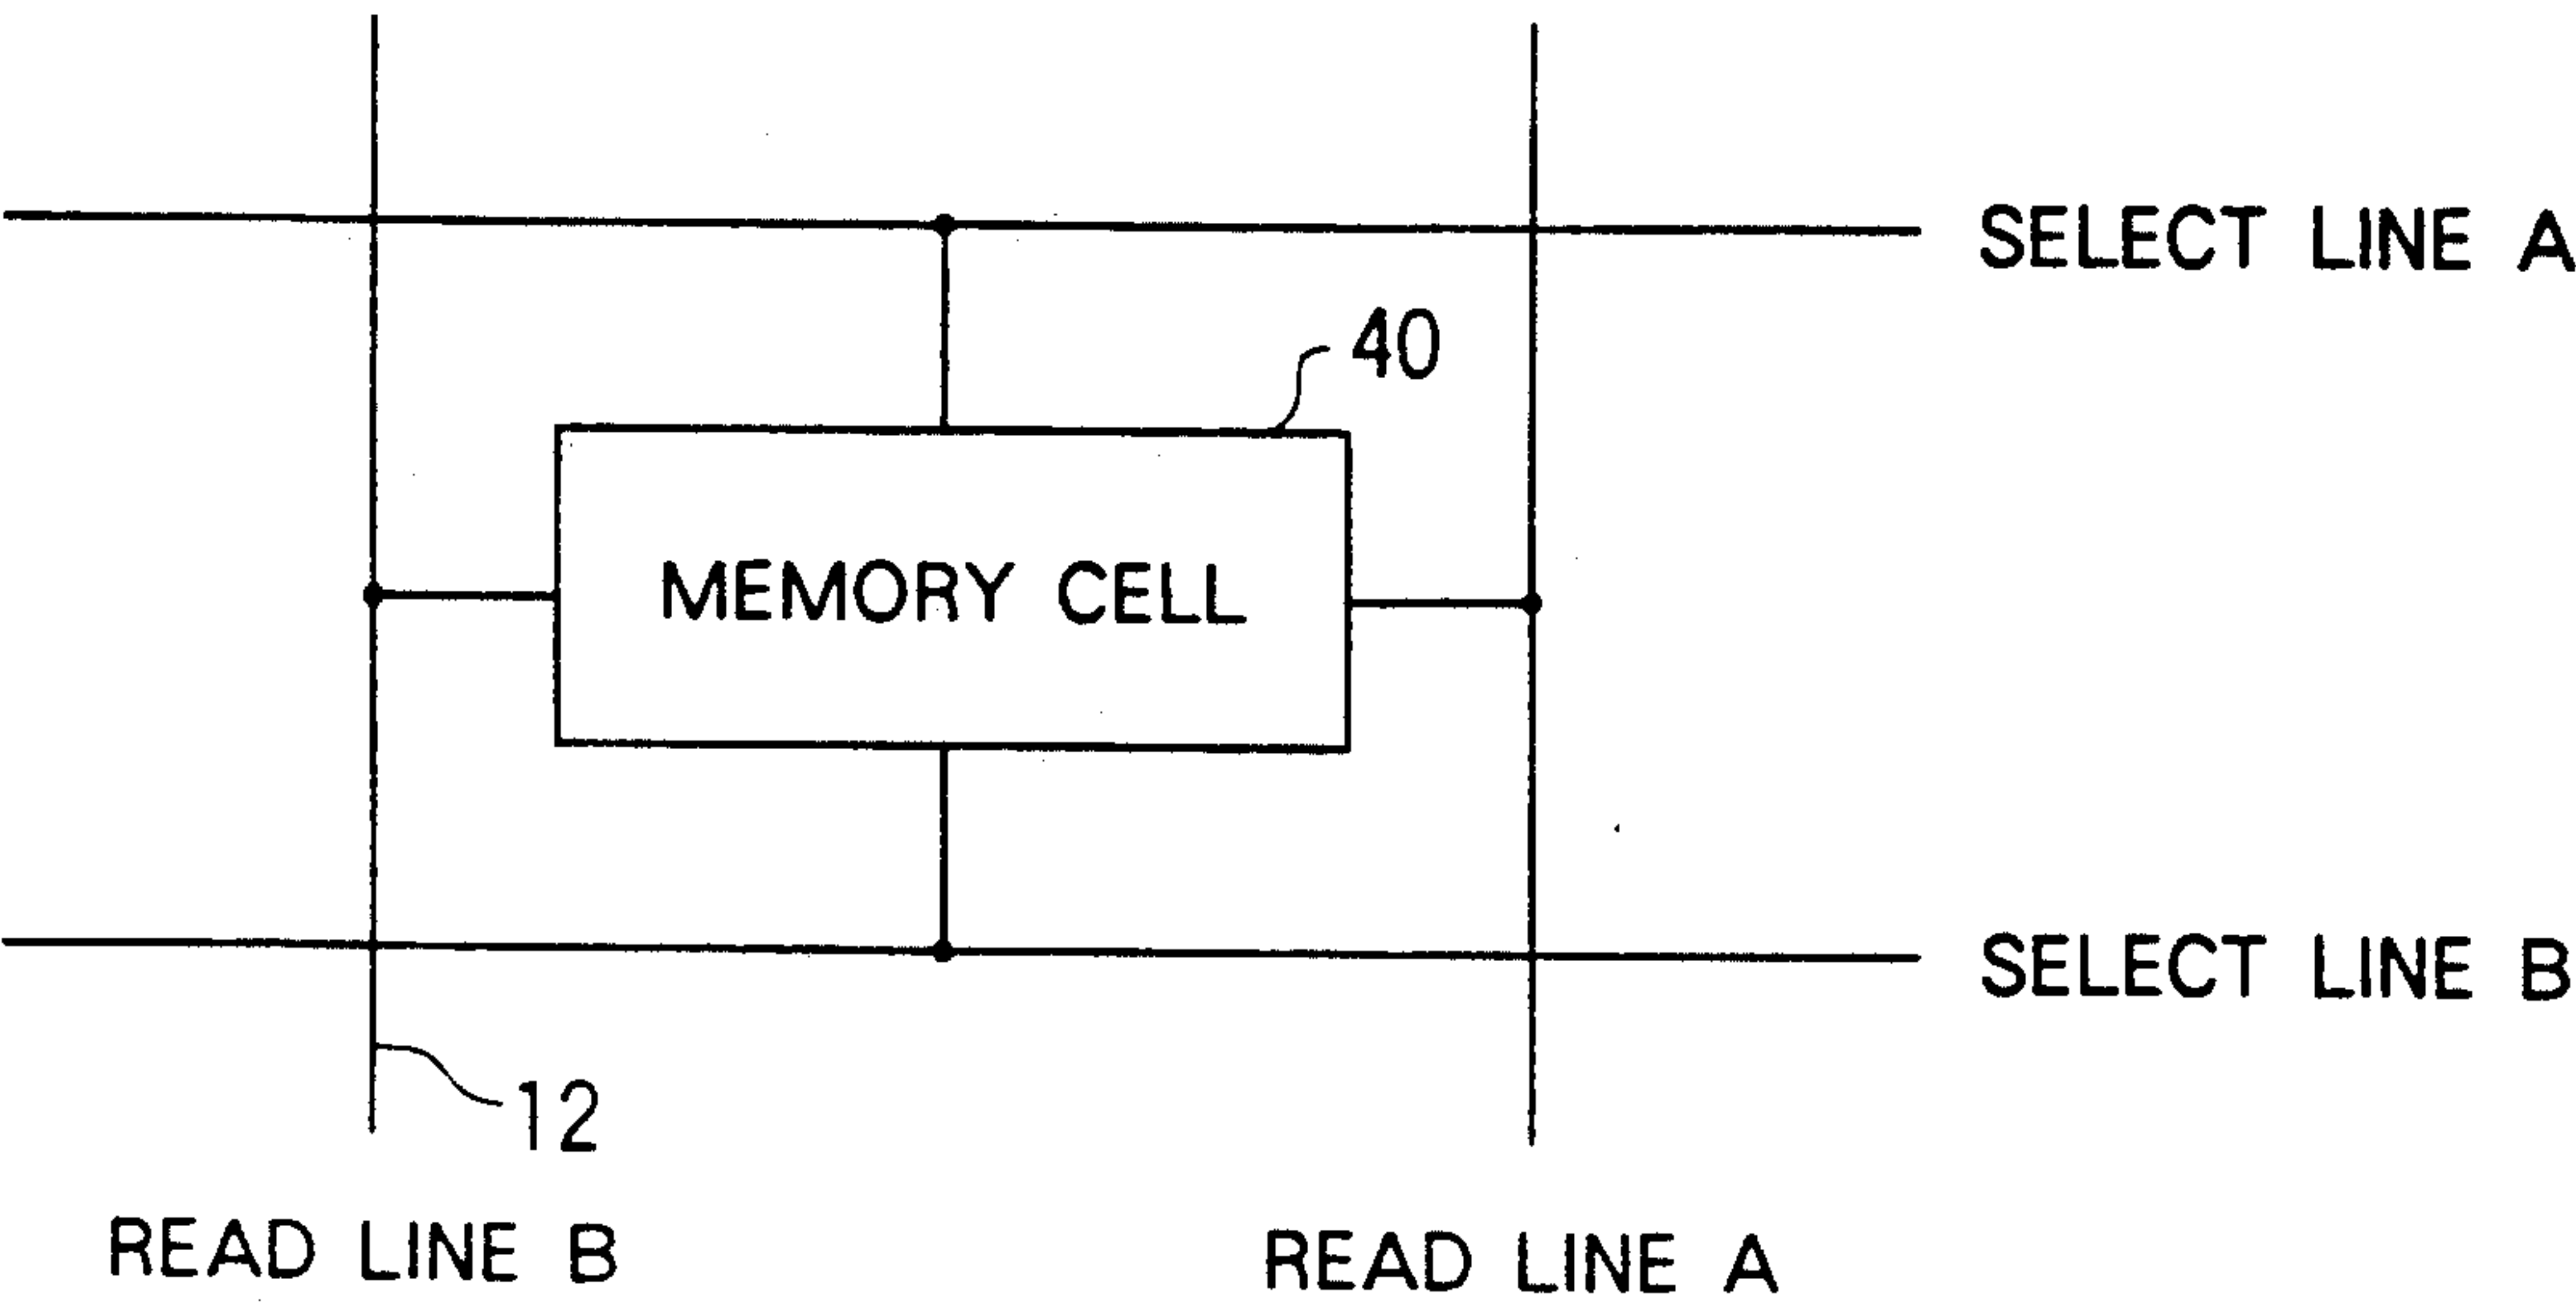 SELECT LINE A
40
MEMORY CELL
SELECT LINE B
12
READ LINE B
READ LINE A